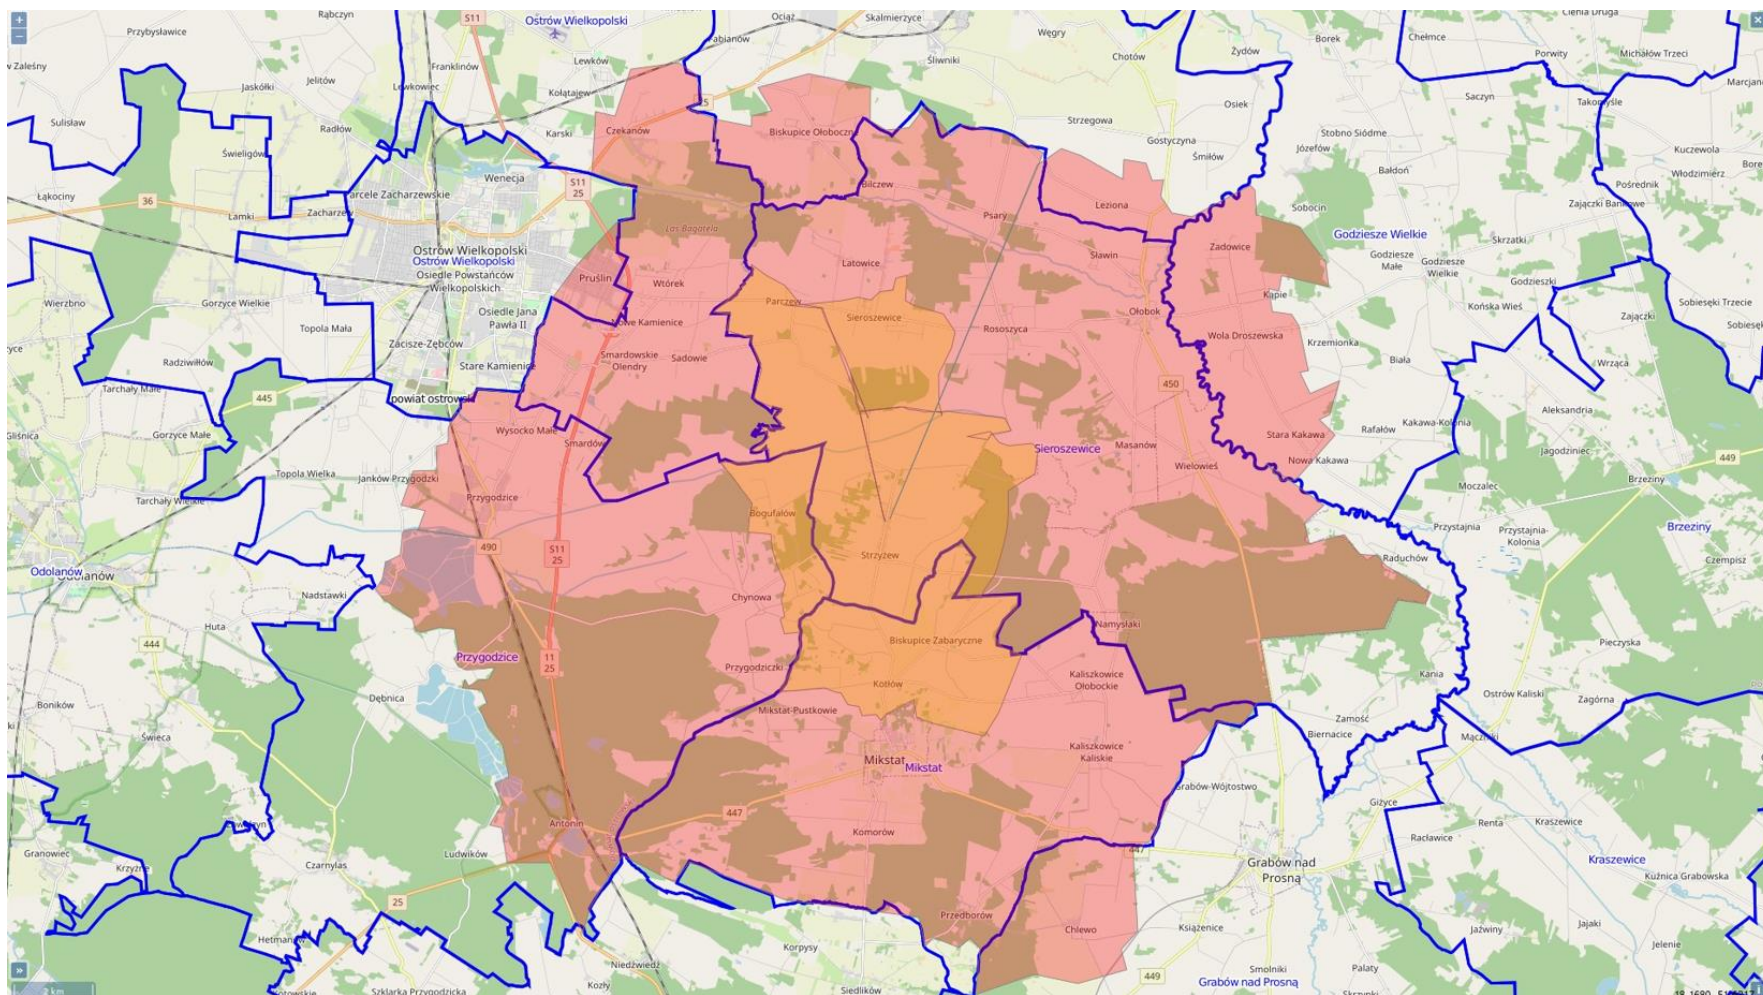 Rąbczyn
S11
Ostrów Wielkopolski
Ociąż
Skalmierzyce
Cienia Druga
Przybysławice
Fabianów
Węgry
Borek
Chełmce
Porwity
Michałów Trzeci
w Zaleśny
Franklinów
Lewków
Śliwniki
Chotów
Żydów
Jaskółki
Jelitów
Lewkowiec
Kołątajew
Saczyn
Takomyśle
Osiek
Sulisław
Radłów
Karski
Czekanów
Biskupice Ołoboczn
Strzegowa
Stobno Siódme
Świeligów
Gostyczyna
Józefów
Kuczewola
Śmiłów
Bałdoń
Włodzimierz
Wenecja
S11
25
Bilczew
Pośrednik
Łąkociny
36
arcele Zacharzewskie
Leziona
Sobocin
Zajączki Bankowe
Lamki
Zacharzew
Las Bagatela
Psary
Godziesze Wielkie
Skrzatki
Ostrów Wielkopolski
Ostrów Wielkopolski
Zadowice
Godziesze
Małe
Godziesze
Wielkie
Osiedle Powstańców
Wielkopolskich
Pruślin
Wtórek
Latowice
Sławin
Godzieszki
Wierzbno
Gorzyce Wielkie
Parczew
Sieroszewice
Kąpie
Końska Wieś
Sobiesęki Trzecie
Osiedle Jana
Pawła II
Nowe Kamienice
Ołobok
Zajączki
Topola Mała
Rososzyca
Wola Droszewska
Krzemionka
Zacisze-Zębców
Smardowskie
Olendry
Sadowie
Biała
Wrząca
Radziwiłłów
Stare Kamienice
450
Tarchały Małe
445
powiat ostrowski
Aleksandria
Gliśnica
Gorzyce Małe
Wysocko Małe
Smardów
Sieroszewice
Masanów
Stara Kakawa
Rafałów
Kakawa-Kolonia
Jagodziniec
449
Topola Wielka
Janków Przygodzki
Wielowieś
Nowa Kakawa
Brzeziny
Tarchały Wielkie
Przygodzice
Moczalec
Bogufałów
Przystajnia
Przystajnia-
Kolonia
Brzeziny
490
S11
25
Strzyżew
Raduchów
Czempisz
Odolanów
Odolanów
Nadstawki
Chynowa
Huta
Namysłaki
444
Biskupice Zabaryczne
Pieczyska
Przygodzice
11
25
Przygodziczki
Kaliszkowice
Ołobockie
Kania
Dębnica
Kotłów
Ostrów Kaliski
Zagórna
Boników
Mikstat-Pustkowie
Zamość
Świeca
Biernacice
Mączniki
Kaliszkowice
Kaliskie
Mikstat
Mikstat
Grabów-Wójtostwo
Giżyce
447
Renta
Kraszewice
Antonin
Komorów
Racławice
Granowiec
Ludwików
447
Grabów nad
Prosną
Kraszewice
Krzyżne
Czarnylas
Kuźnica Grabowska
25
Przedborów
Chlewo
Książenice
Jaźwiny
Jajaki
Hetmanów
Korpysy
Jelenie
Niedźwiedź
Smolniki
Palaty
449
Szklarka Przygodzicka
Kozły
Siedlików
Grabów nad Prosną
2 km